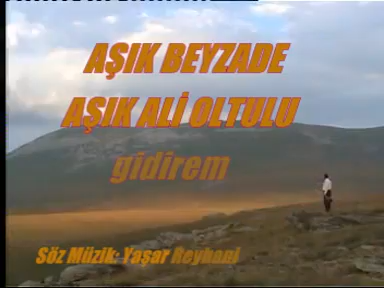 AŞIK BEYZADE
AŞIK ALİ OLTULU
gidirem
Söz Müzik: Yaşar Reyhani